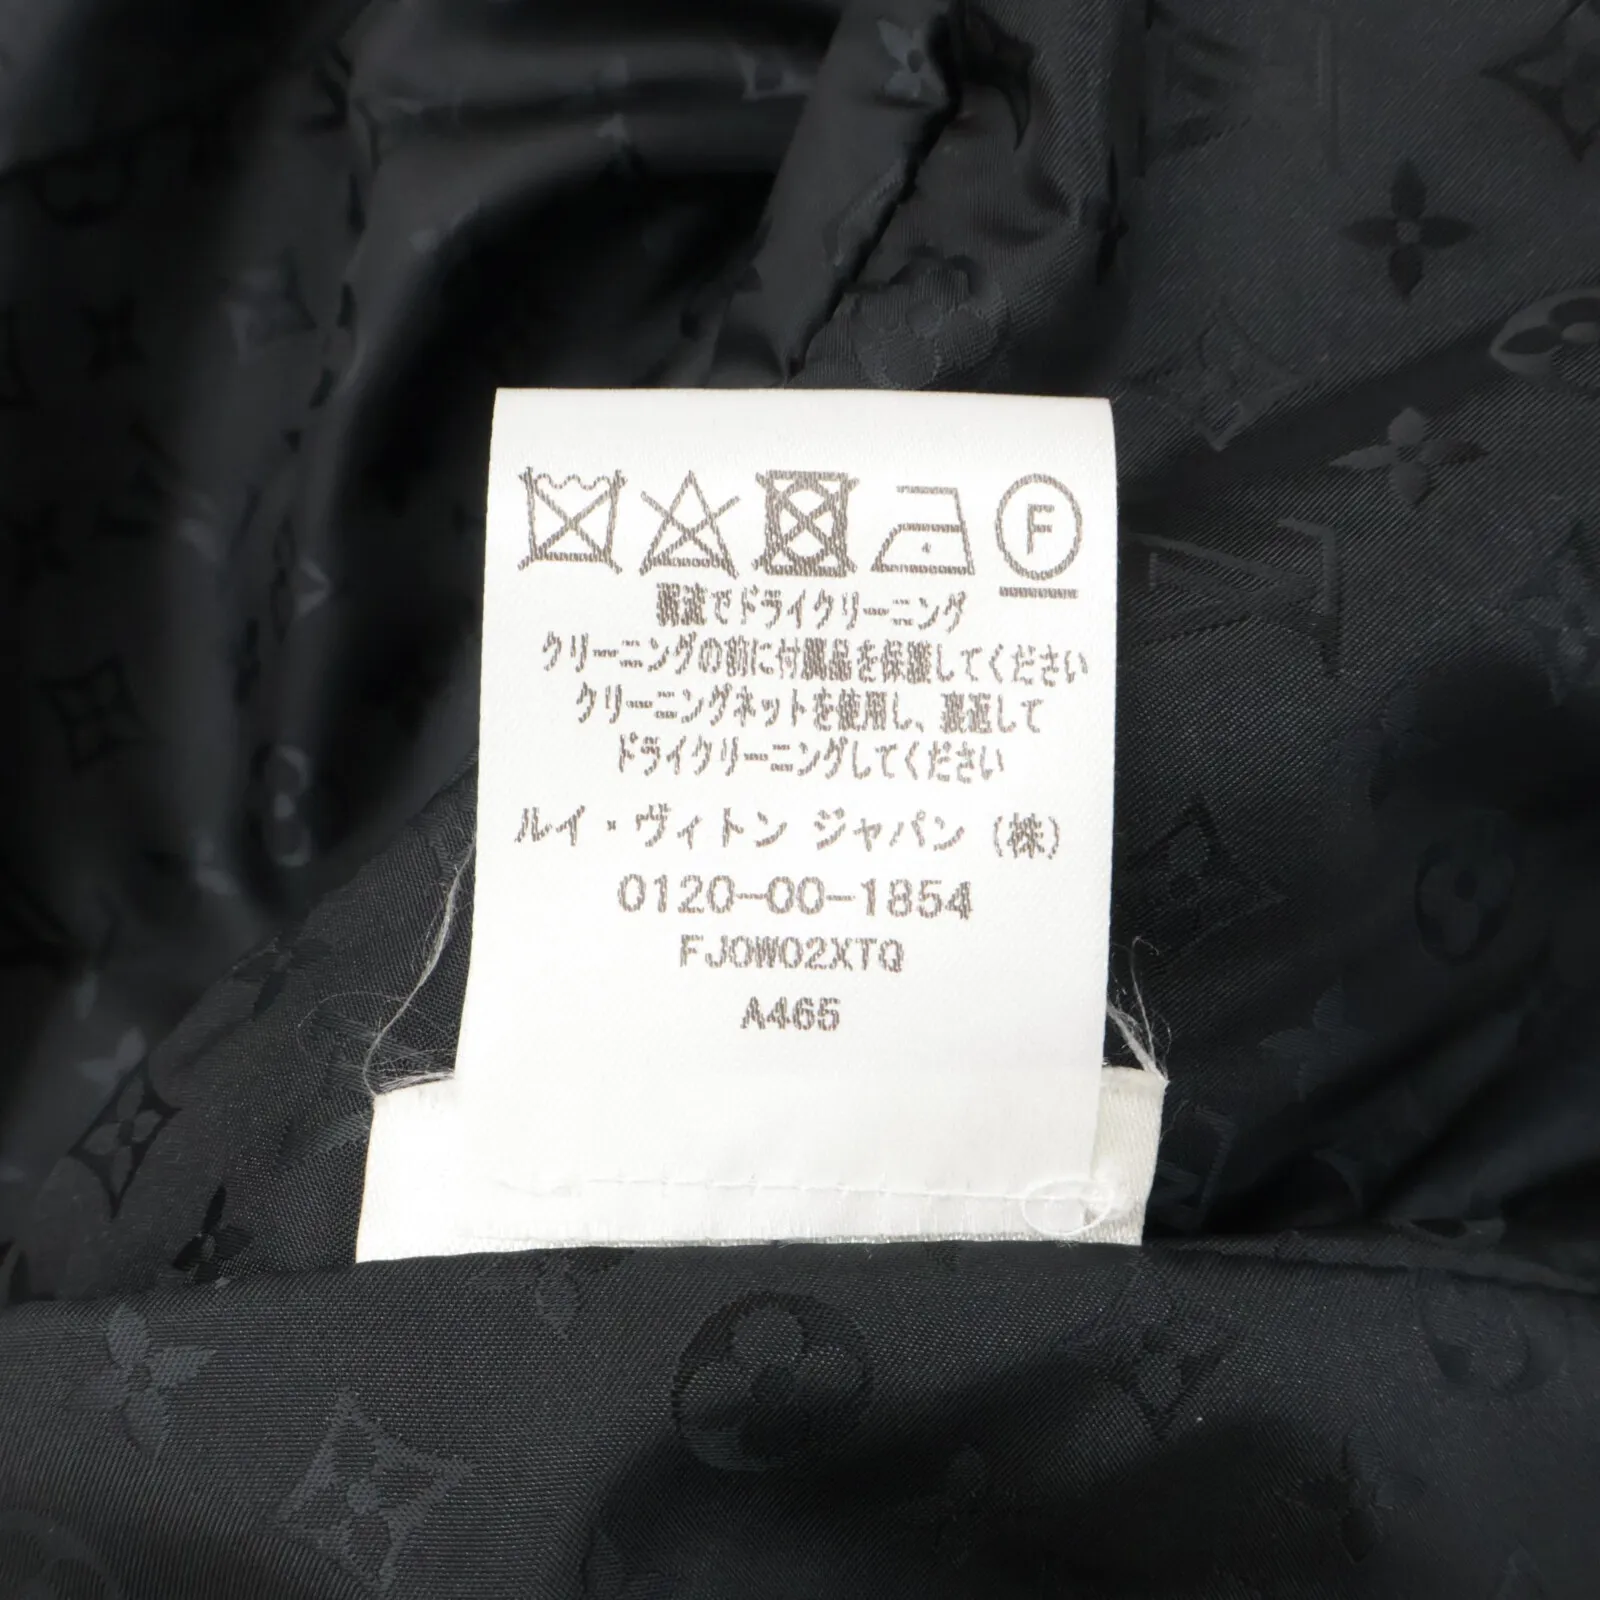 F
弱流でドライクリーニング
クリーニングの前に付属品を保護してください
クリーニングネットを使用し、裏返して
ドライクリーニングしてください
ルイ・ヴィトン ジャパン (株)
0120-00-1854
FJOW02XTQ
A465